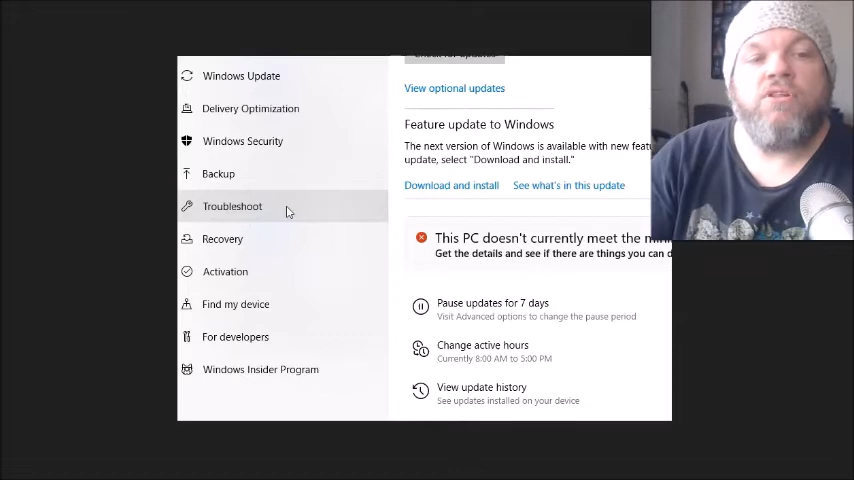 Windows Update
Delivery Optimization
Windows Security
Backup
Troubleshoot
Recovery
Activation
Find my device
For developers
Windows Insider Program
Check for updates
View optional updates
Feature update to Windows
The next version of Windows is available with new
update, select "Download and install."
Download and install See what's in this update
This PC doesn't currently meet the
Get the details and see if there are things you can
Pause updates for 7 days
Visit Advanced options to change the pause period
Change active hours
Currently 8:00 AM to 5:00 PM
View update history
See updates installed on your device